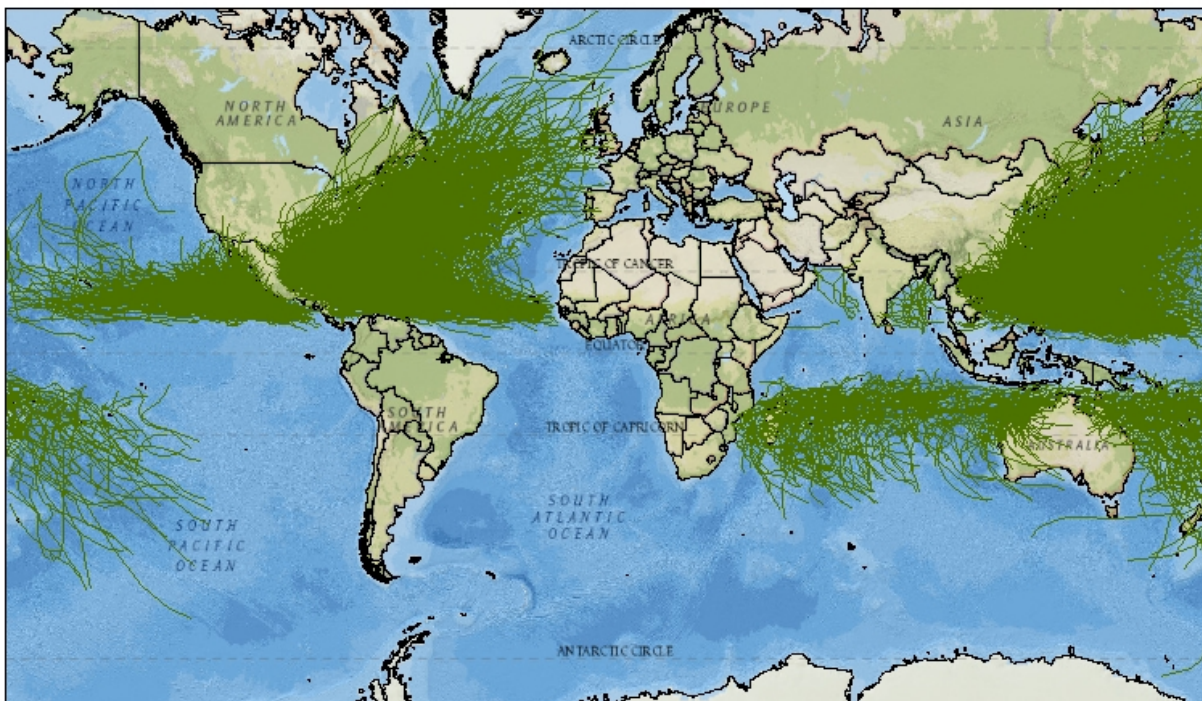 ARCTIC CIRCLE
NORTH
AMERICA
EUROPE
ASIA
NORTH
PACIFIC
OCEAN
TROPIC OF CANCER
AFRICA
EQUATOR
SOUTH
AMERICA
TROPIC OF CAPRICORN
AUSTRALIA
SOUTH
ATLANTIC
OCEAN
SOUTH
PACIFIC
OCEAN
ANTARCTIC CIRCLE